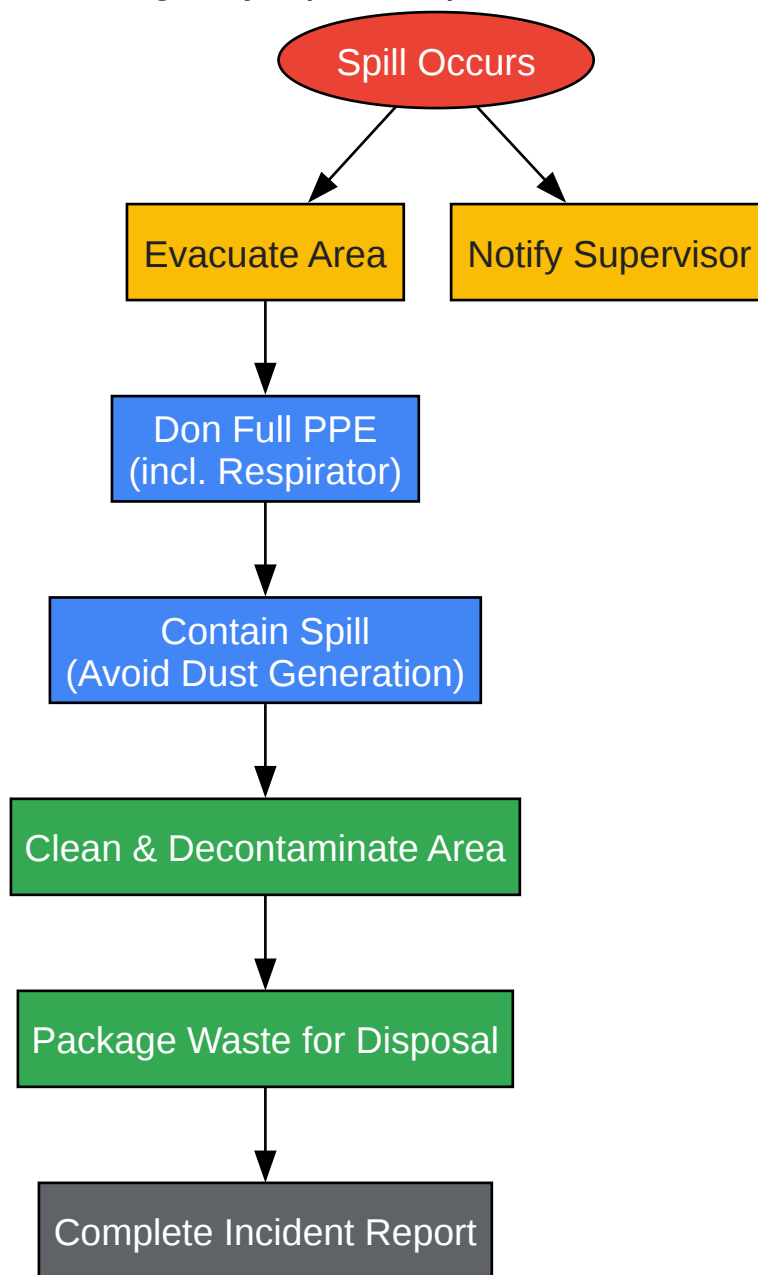 Spill Occurs
Evacuate Area
Notify Supervisor
Don Full PPE
(incl. Respirator)
Contain Spill
(Avoid Dust Generation)
Clean & Decontaminate Area
Package Waste for Disposal
Complete Incident Report